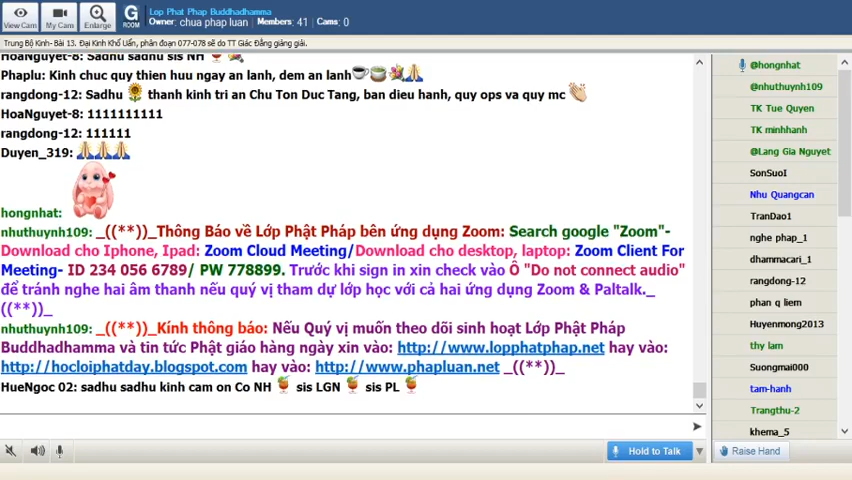 Lop Phat Phap Buddhadhamma
Owner: chua phap luan Members: 41 Cams: 0
View Cam My Cam Enlarge G ROOM
Trung Bộ Kinh- Bài 13. Đại Kinh Khổ Uẩn, phân đoạn 077-078 sẽ do TT Giác Đẳng giảng giải.
HoaNguyet-8: Sadhu sadhu sis NH
Phaplu: Kinh chuc quy thien huu ngay an lanh, dem an lanh
rangdong-12: Sadhu thanh kinh tri an Chu Ton Duc Tang, ban dieu hanh, quy ops va quy mc
HoaNguyet-8: 1111111111
rangdong-12: 111111
Duyen_319:
hongnhat:
nhuthuynh109: _((**))_Thông Báo về Lớp Phật Pháp bên ứng dụng Zoom: Search google "Zoom"-
Download cho Iphone, Ipad: Zoom Cloud Meeting/Download cho desktop, laptop: Zoom Client For
Meeting- ID 234 056 6789/ PW 778899. Trước khi sign in xin check vào Ô "Do not connect audio"
để tránh nghe hai âm thanh nếu quý vị tham dự lớp học với cả hai ứng dụng Zoom & Paltalk._
((**))_
nhuthuynh109: _((**))_Kính thông báo: Nếu Quý vị muốn theo dõi sinh hoạt Lớp Phật Pháp
Buddhadhamma và tin tức Phật giáo hàng ngày xin vào: http://www.lopphatphap.net hay vào:
http://hocloiphatday.blogspot.com hay vào: http://www.phapluan.net _((**))_
HueNgoc 02: sadhu sadhu kinh cam on Co NH sis LGN sis PL
Hold to Talk
@hongnhat
@nhuthuynh109
TK Tue Quyen
TK minhhanh
@Lang Gia Nguyet
SonSuoI
Nhu Quangcan
TranDao1
nghe phap_1
dhammacari_1
rangdong-12
phan q liem
Huyenmong2013
thy lam
Suongmai000
tam-hanh
Trangthu-2
khema_5
Raise Hand